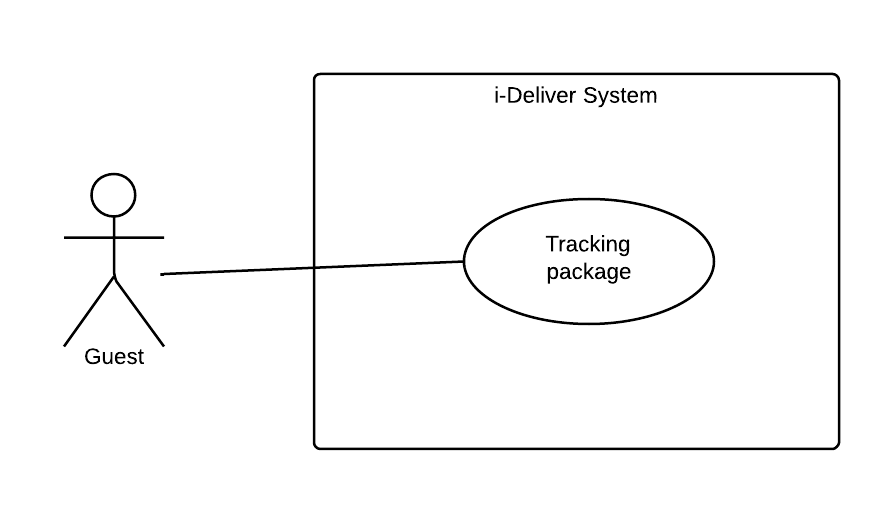 i-Deliver System
Tracking
package
Guest